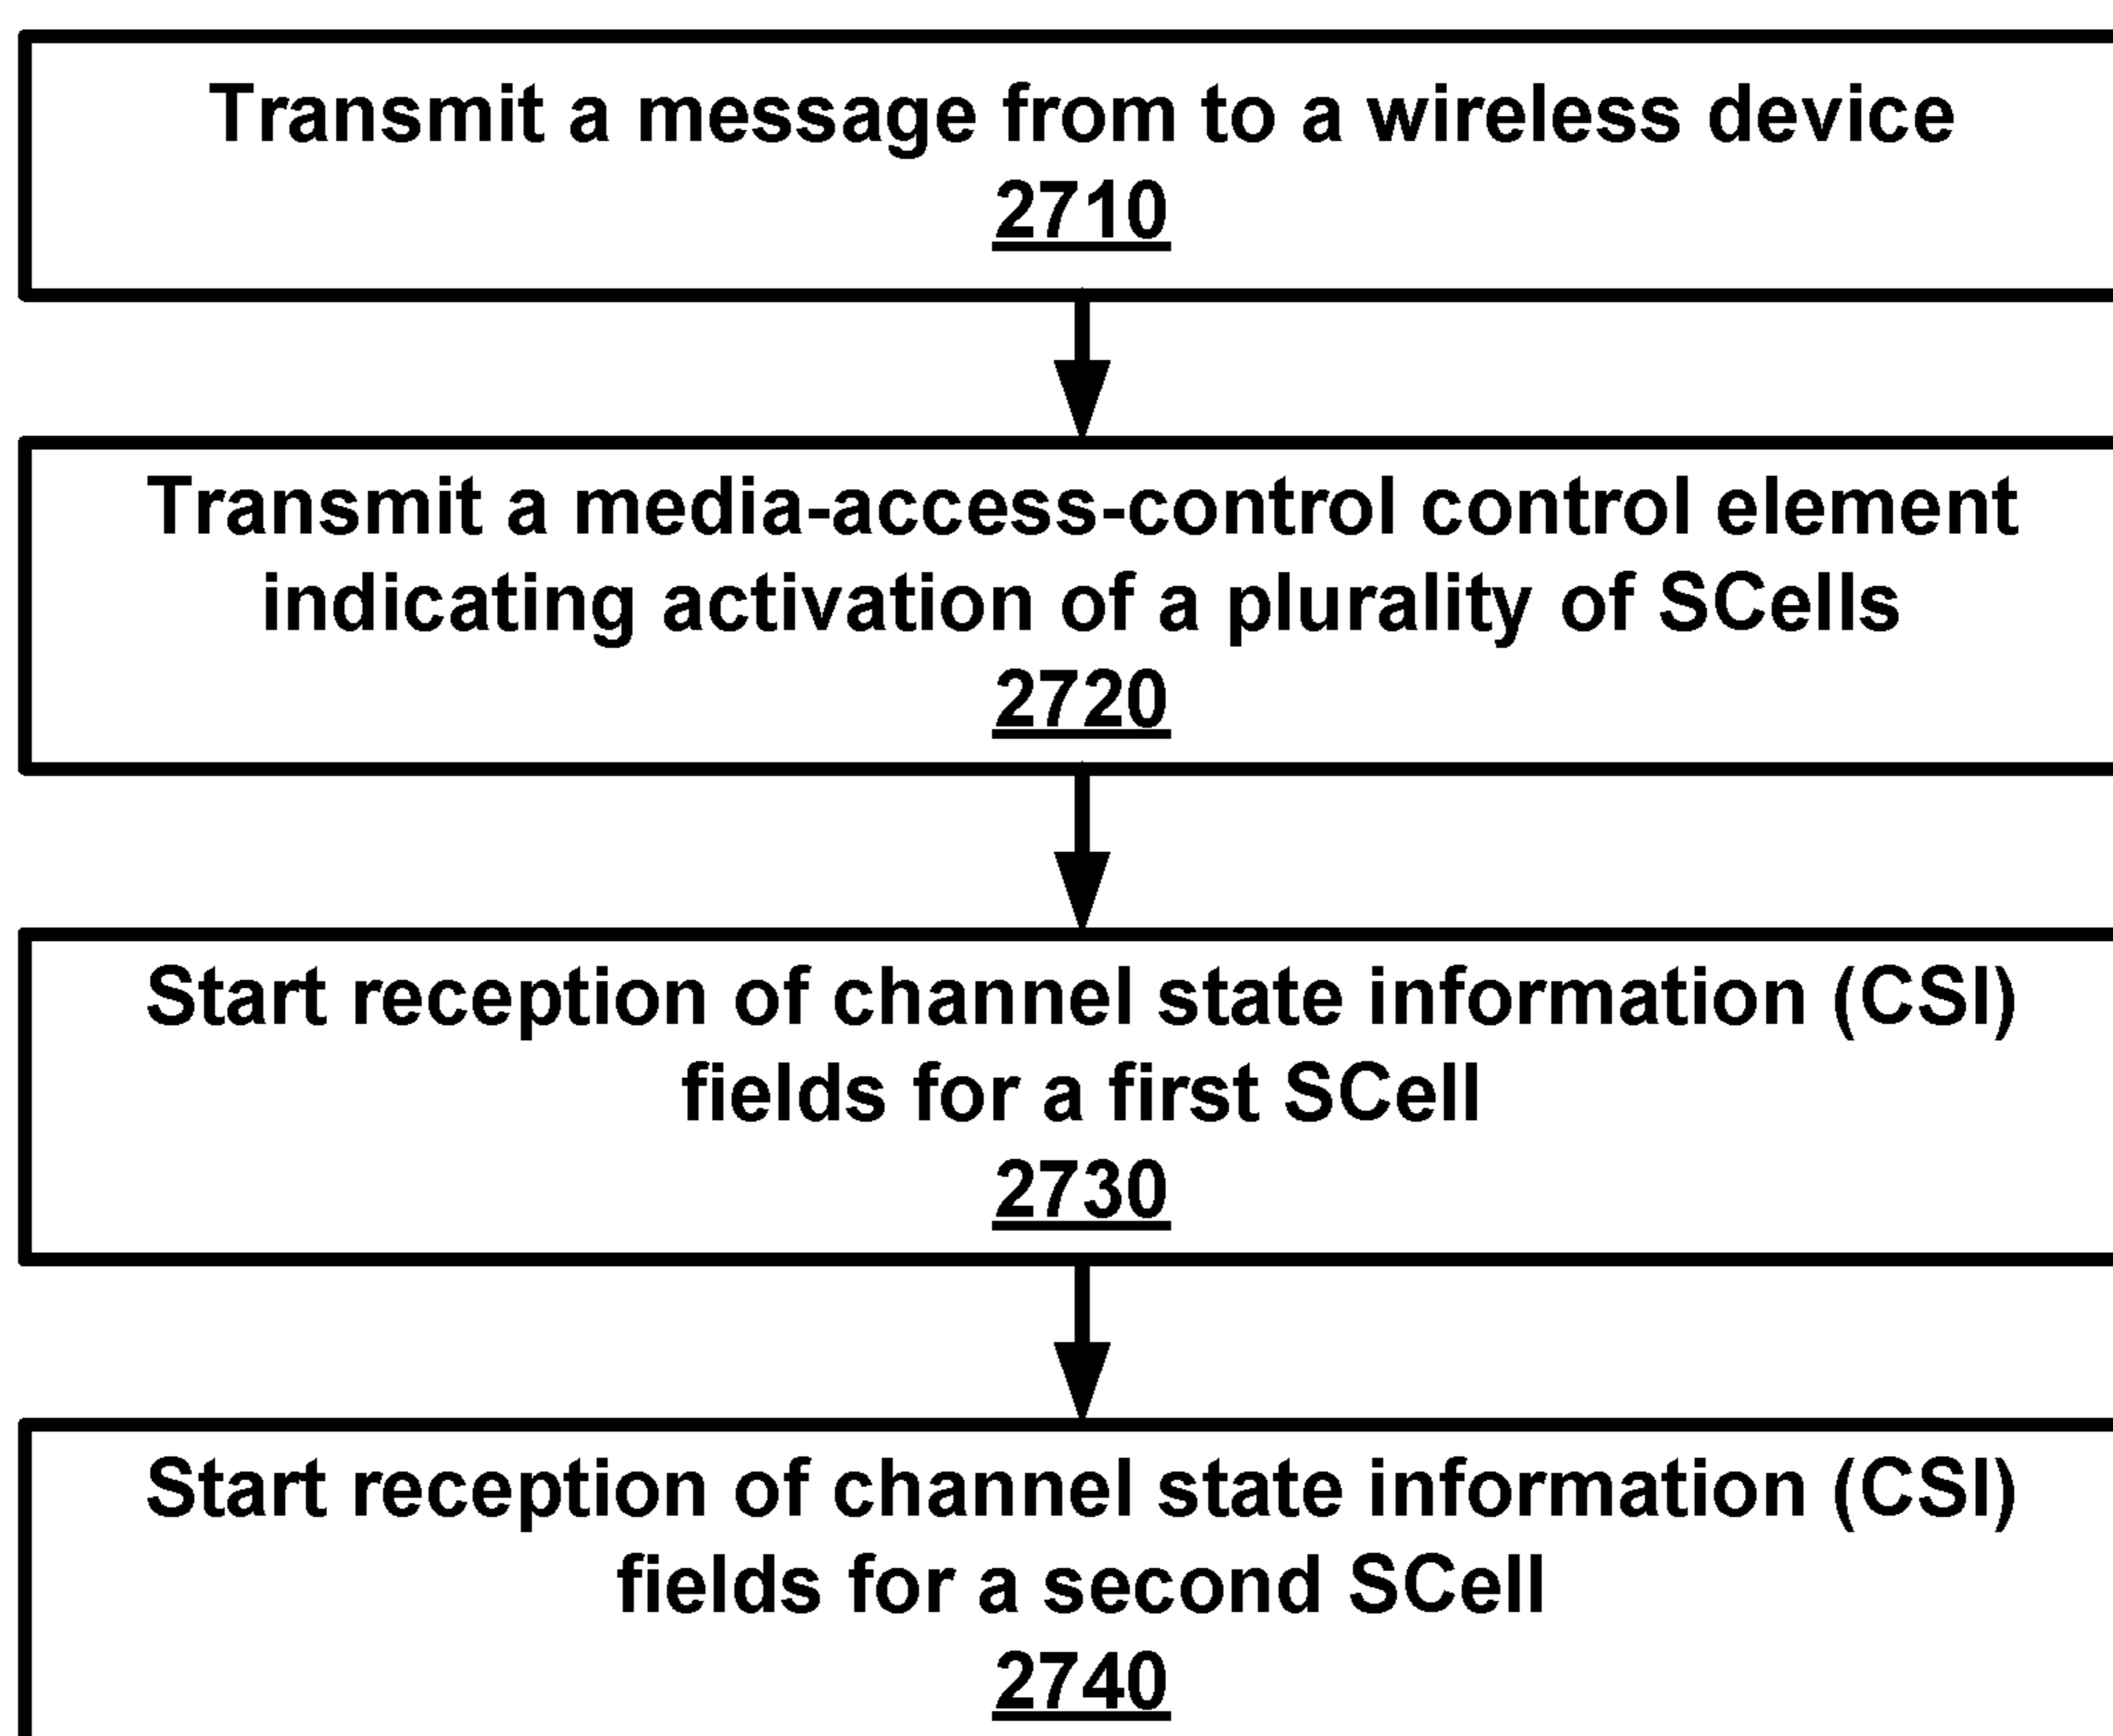 Transmit a message from to a wireless device
2710
Transmit a media-access-control control element
indicating activation of a plurality of SCells
2720
Start reception of channel state information (CSI)
fields for a first SCell
2730
Start reception of channel state information (CSI)
fields for a second SCell
2740